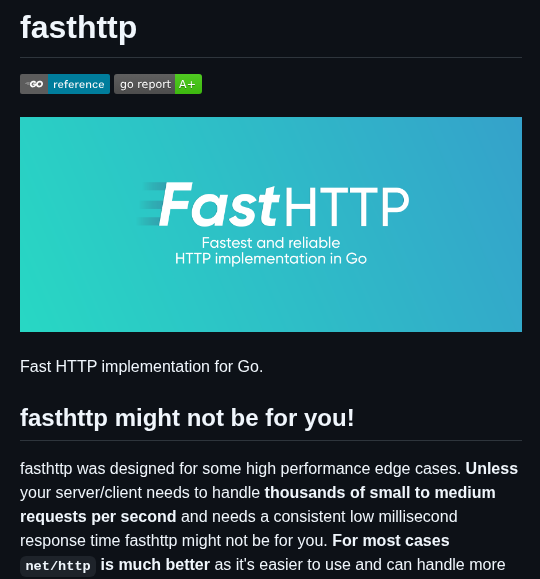 fasthttp
GO reference go report A+
FastHTTP
Fastest and reliable
HTTP implementation in Go
Fast HTTP implementation for Go.
fasthttp might not be for you!
fasthttp was designed for some high performance edge cases. Unless
your server/client needs to handle thousands of small to medium
requests per second and needs a consistent low millisecond
response time fasthttp might not be for you. For most cases
net/http is much better as it's easier to use and can handle more